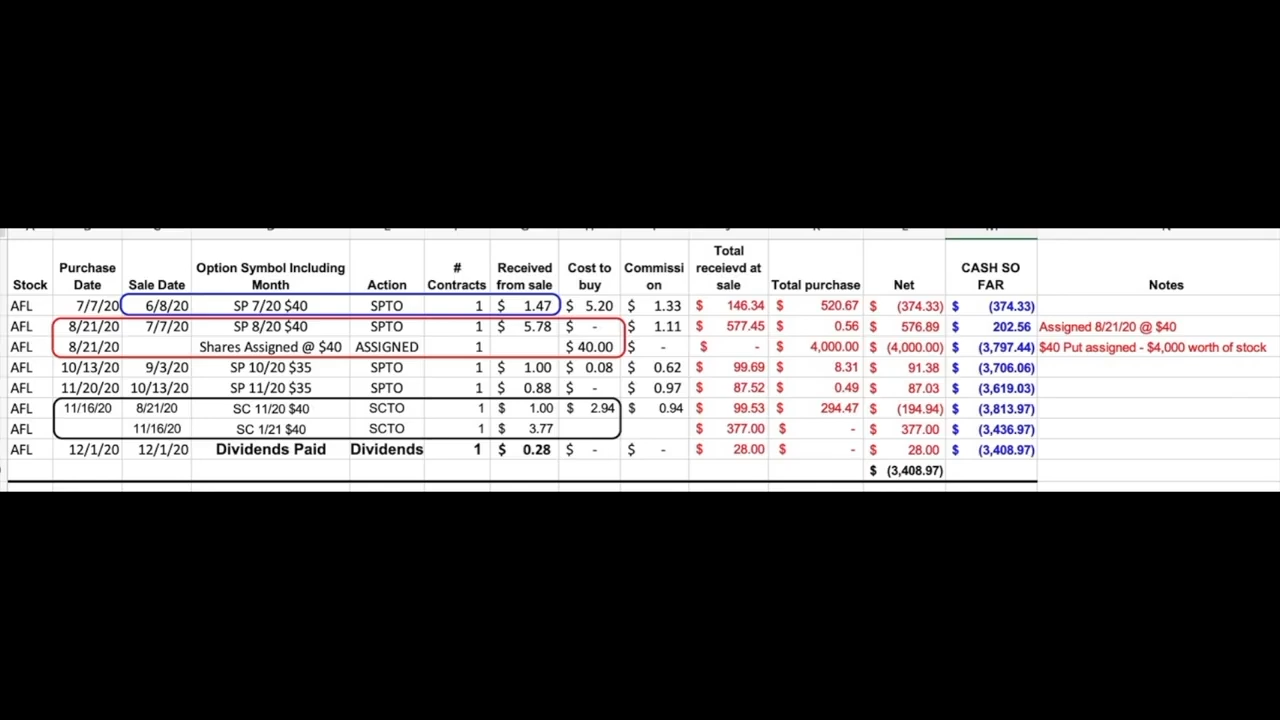 Total
Purchase Option Symbol Including # Received Cost to Commissi receievd at CASH SO
Stock Date Sale Date Month Action Contracts from sale buy on sale Total purchase Net FAR Notes
AFL 7/7/20 6/8/20 SP 7/20 $40 SPTO 1 $ 1.47 $ 5.20 $ 1.33 $ 146.34 $ 520.67 $ (374.33) $ (374.33)
AFL 8/21/20 7/7/20 SP 8/20 $40 SPTO 1 $ 5.78 $ - $ 1.11 $ 577.45 $ 0.56 $ 576.89 $ 202.56 Assigned 8/21/20 @ $40
AFL 8/21/20 Shares Assigned @ $40 ASSIGNED 1 $ 40.00 $ - $ - $ 4,000.00 $ (4,000.00) $ (3,797.44) $40 Put assigned - $4,000 worth of stock
AFL 10/13/20 9/3/20 SP 10/20 $35 SPTO 1 $ 1.00 $ 0.08 $ 0.62 $ 99.69 $ 8.31 $ 91.38 $ (3,706.06)
AFL 11/20/20 10/13/20 SP 11/20 $35 SPTO 1 $ 0.88 $ - $ 0.97 $ 87.52 $ 0.49 $ 87.03 $ (3,619.03)
AFL 11/16/20 8/21/20 SC 11/20 $40 SCTO 1 $ 1.00 $ 2.94 $ 0.94 $ 99.53 $ 294.47 $ (194.94) $ (3,813.97)
AFL 11/16/20 SC 1/21 $40 SCTO 1 $ 3.77 $ 377.00 $ - $ 377.00 $ (3,436.97)
AFL 12/1/20 12/1/20 Dividends Paid Dividends 1 $ 0.28 $ - $ - $ 28.00 $ - $ 28.00 $ (3,408.97)
$ (3,408.97)